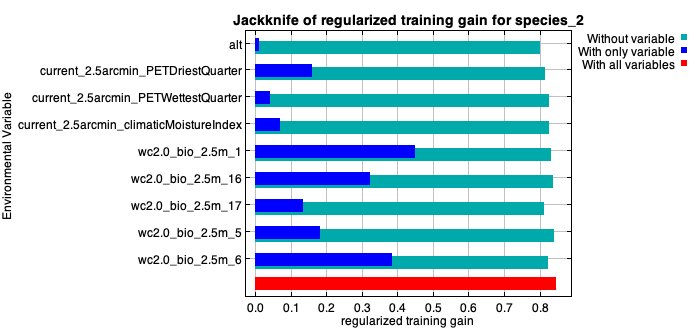 Jackknife of regularized training gain for species_2
Without variable
With only variable
With all variables
Environmental Variable
alt
current_2.5arcmin_PETDriestQuarter
current_2.5arcmin_PETWettestQuarter
current_2.5arcmin_climaticMoistureIndex
wc2.0_bio_2.5m_1
wc2.0_bio_2.5m_16
wc2.0_bio_2.5m_17
wc2.0_bio_2.5m_5
wc2.0_bio_2.5m_6
0.0 0.1 0.2 0.3 0.4 0.5 0.6 0.7 0.8
regularized training gain